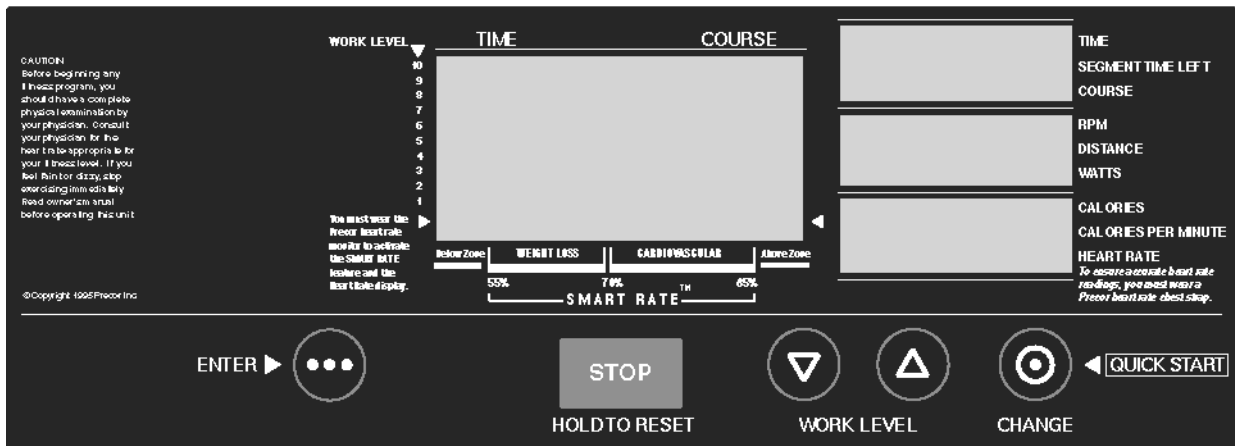 CAUTION
Before beginning any
fitness program, you
should have a complete
physical examination by
your physician. Consult
your physician for the
heart rate appropriate for
your fitness level. If you
feel faint or dizzy, stop
exercising immediately
Read owner's manual
before operating this unit
©Copyright 1995 Precor Inc
WORK LEVEL
10
9
8
7
6
5
4
3
2
1
You must wear the
Precor heart rate
monitor to activate
the SMART RATE
feature and the
Heart Rate display.
TIME COURSE
Below Zone WEIGHT LOSS CARDIOVASCULAR Above Zone
55% 70% 85%
SMART RATE™
TIME
SEGMENT TIME LEFT
COURSE
RPM
DISTANCE
WATTS
CALORIES
CALORIES PER MINUTE
HEART RATE
To ensure accurate heart rate
readings, you must wear a
Precor heart rate chest strap.
ENTER
STOP
HOLD TO RESET
WORK LEVEL
CHANGE
QUICK START